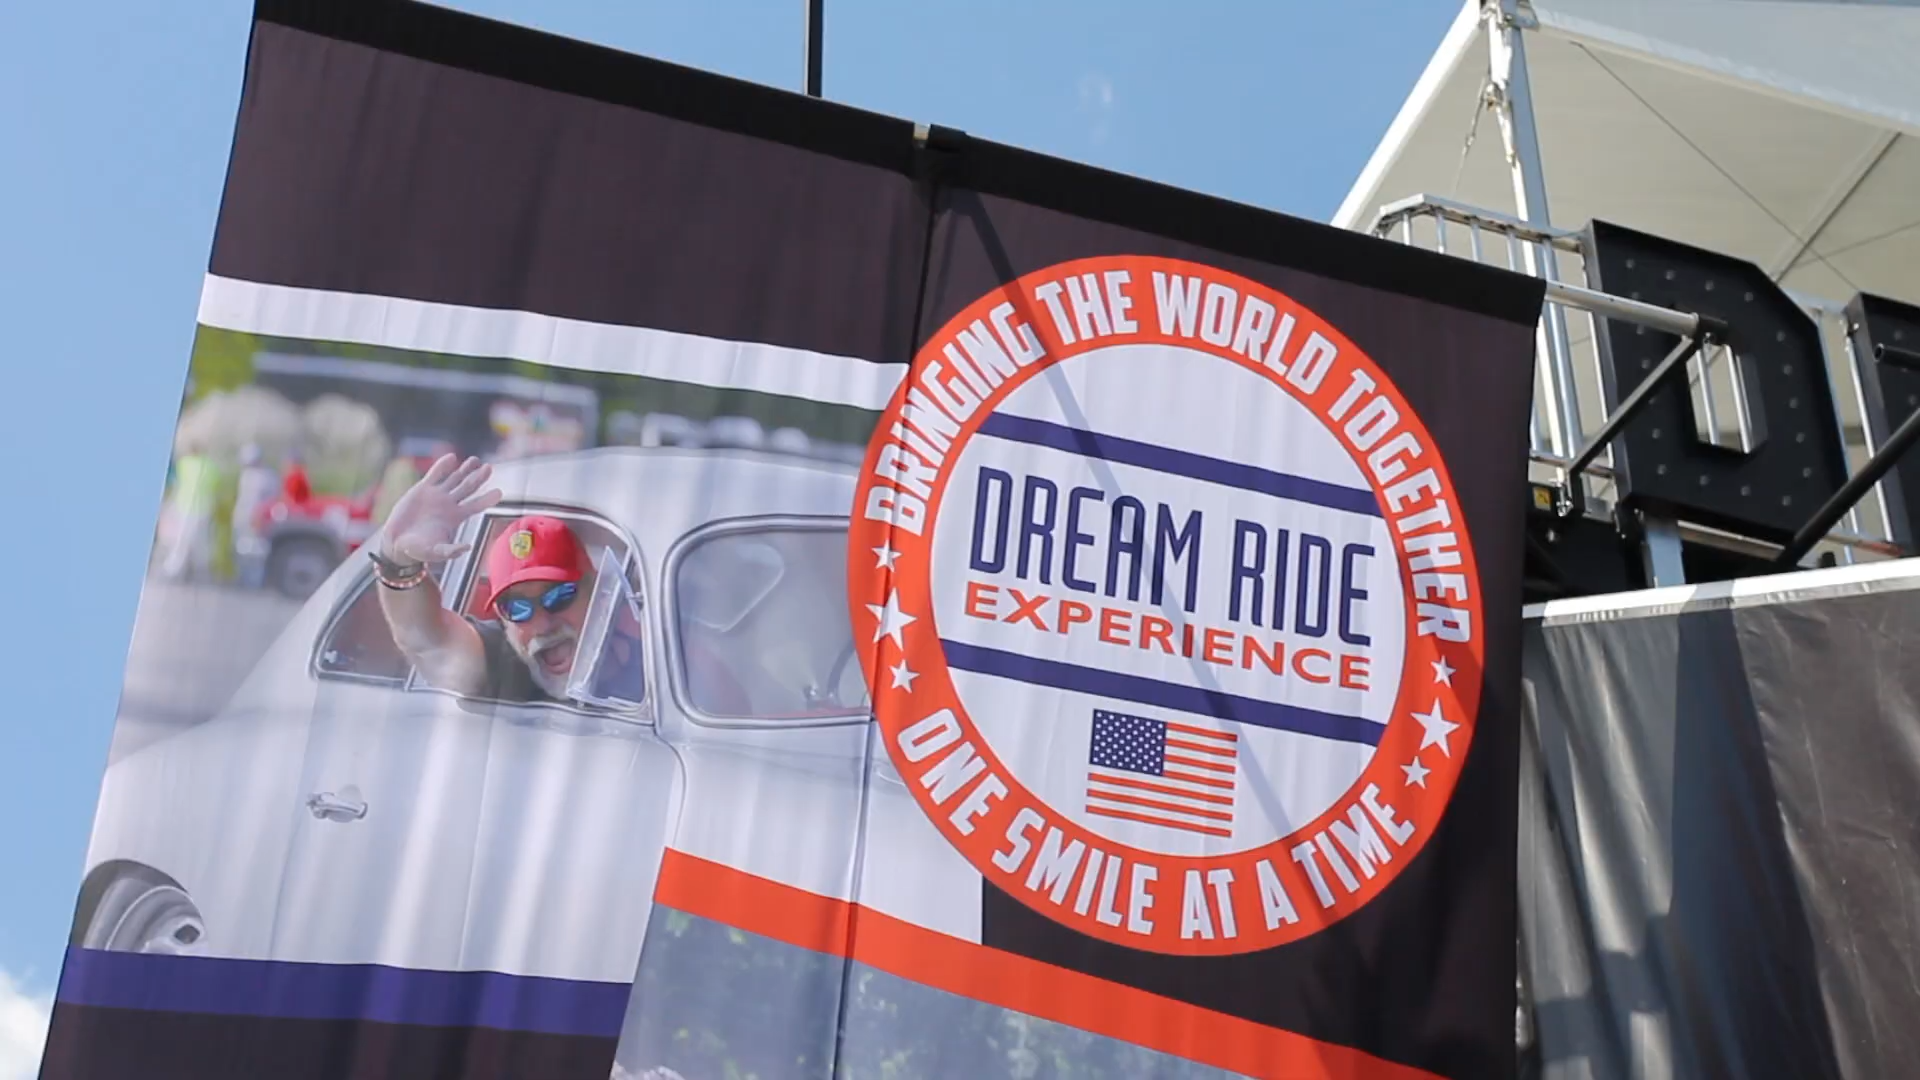 BRINGING THE WORLD TOGETHER
DREAM RIDE
EXPERIENCE
ONE SMILE AT A TIME
D